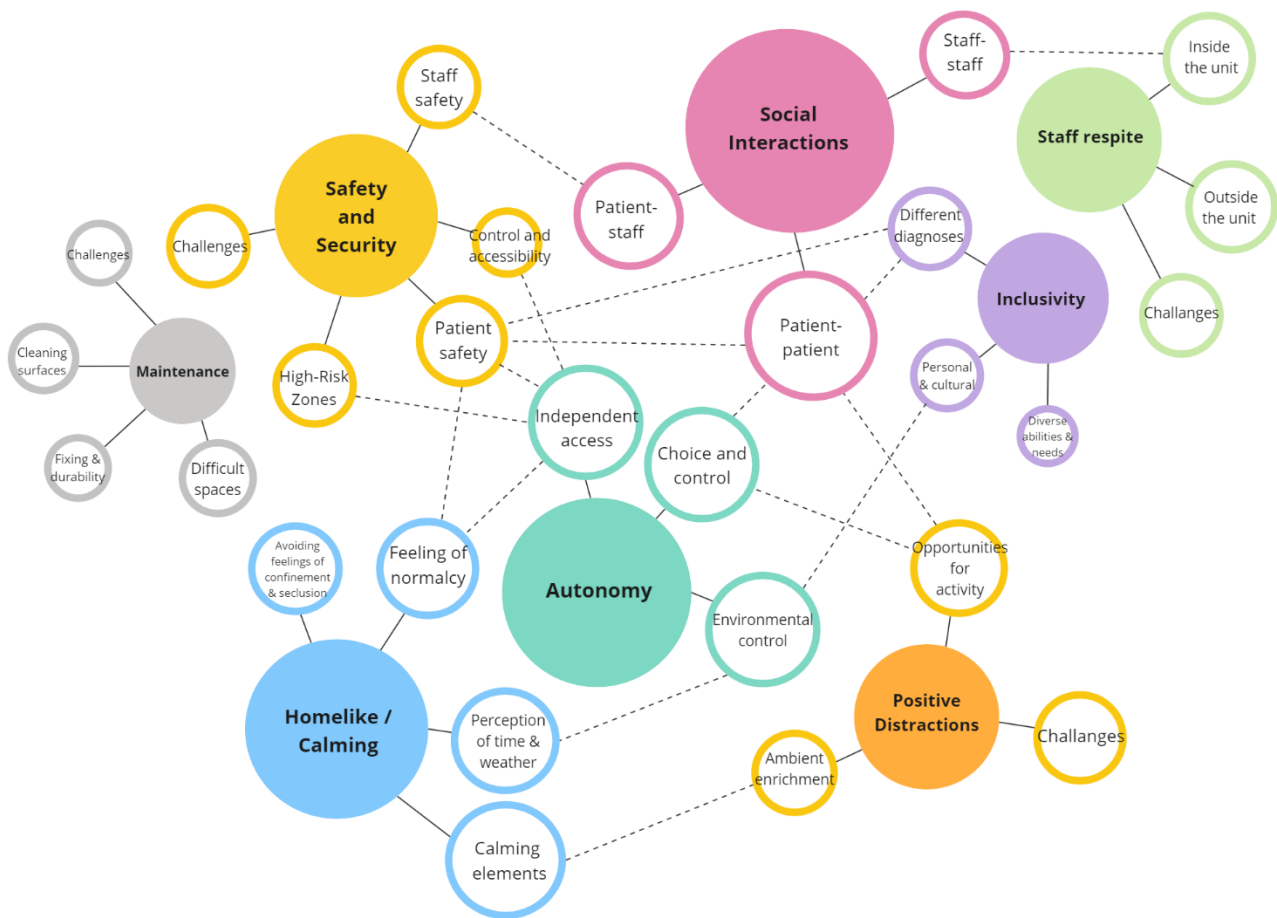 Staff
safety
Social
Interactions
Staff-
staff
Inside
the unit
Staff respite
Safety
and
Security
Patient-
staff
Challenges
Control and
accessibility
Different
diagnoses
Outside
the unit
Challenges
Inclusivity
Challanges
Patient
safety
Patient-
patient
Cleaning
surfaces
Maintenance
High-Risk
Zones
Personal
& cultural
Independent
access
Choice and
control
Diverse
abilities &
needs
Fixing &
durability
Difficult
spaces
Avoiding
feelings of
confinement
& seclusion
Feeling of
normalcy
Autonomy
Opportunities
for
activity
Environmental
control
Homelike /
Calming
Perception
of time &
weather
Positive
Distractions
Challanges
Ambient
enrichment
Calming
elements